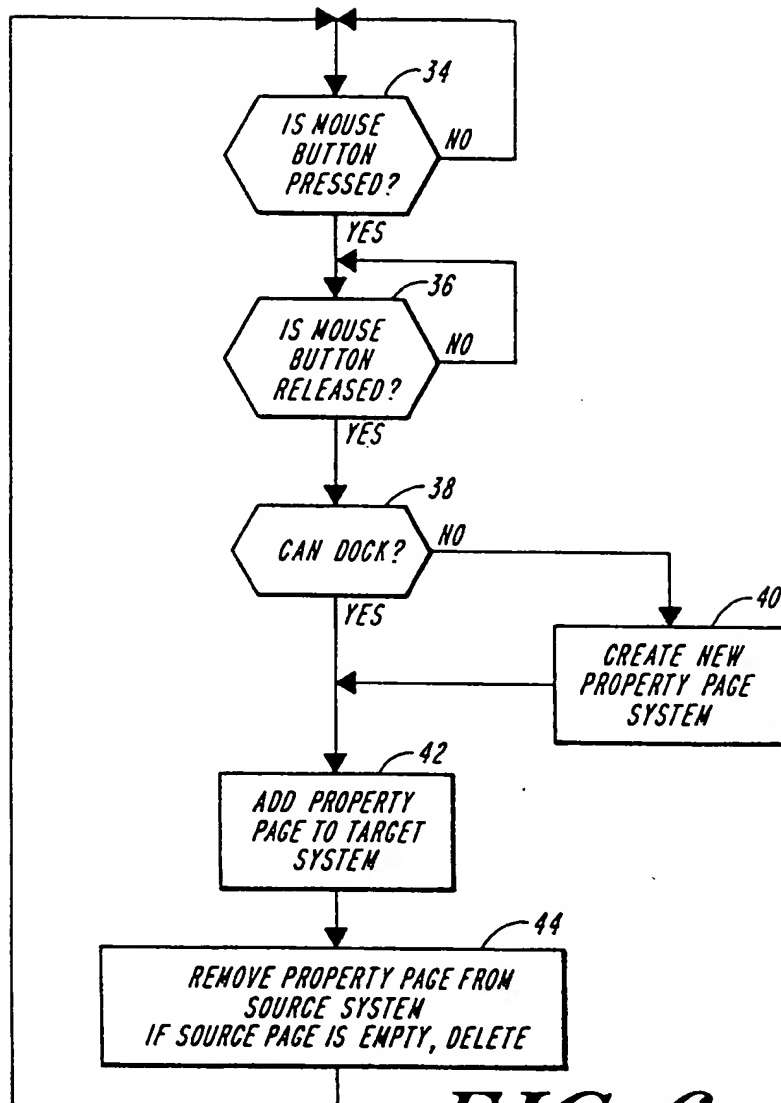 34
IS MOUSE
BUTTON
PRESSED?
NO
YES
36
IS MOUSE
BUTTON
RELEASED?
NO
YES
38
CAN DOCK?
NO
YES
40
CREATE NEW
PROPERTY PAGE
SYSTEM
42
ADD PROPERTY
PAGE TO TARGET
SYSTEM
44
REMOVE PROPERTY PAGE FROM
SOURCE SYSTEM
IF SOURCE PAGE IS EMPTY, DELETE
FIG. 6